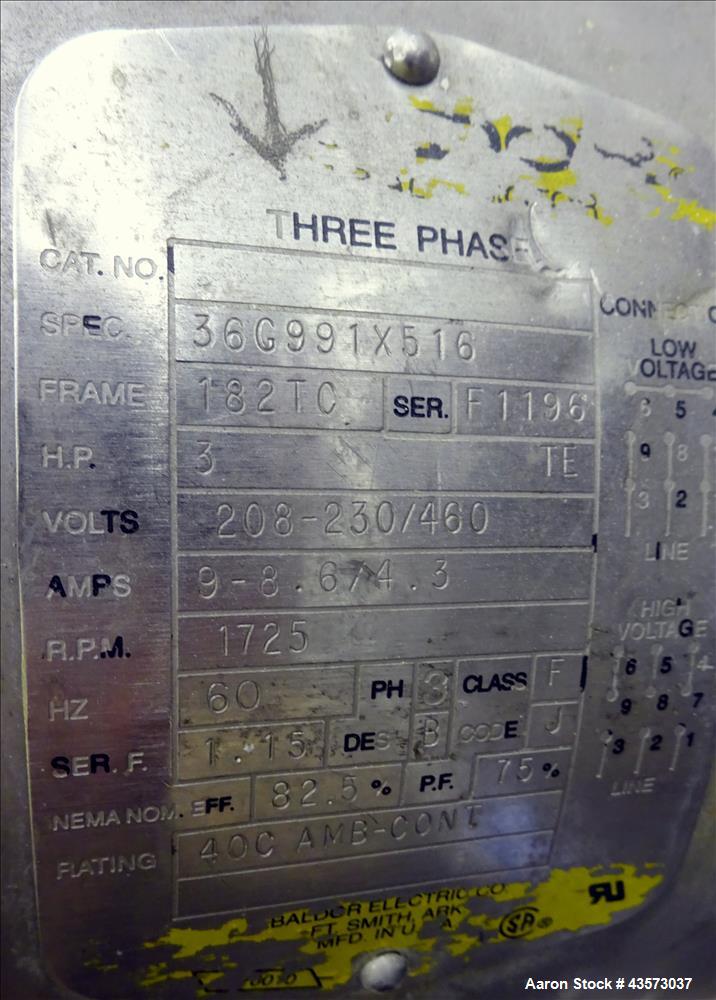 THREE PHASE
CAT. NO.
SPEC. 36G991X516
FRAME 182TC SER. F1196
H.P. 3 TE
VOLTS 208-230/460
AMPS 9-8.6/4.3
R.P.M. 1725
HZ 60 PH 3 CLASS F
SER. F. 1.15 DES B CODE J
NEMA NOM. EFF. 82.5 % P.F. 75 %
RATING 40C AMB-CONT
LOW
VOLTAGE
6 5 4
9 8
3 2
LINE
HIGH
VOLTAGE
6 5 4
9 8 7
3 2 1
LINE
BALDOR ELECTRIC CO.
FT. SMITH, ARK
MFD. IN U. A
Aaron Stock # 43573037